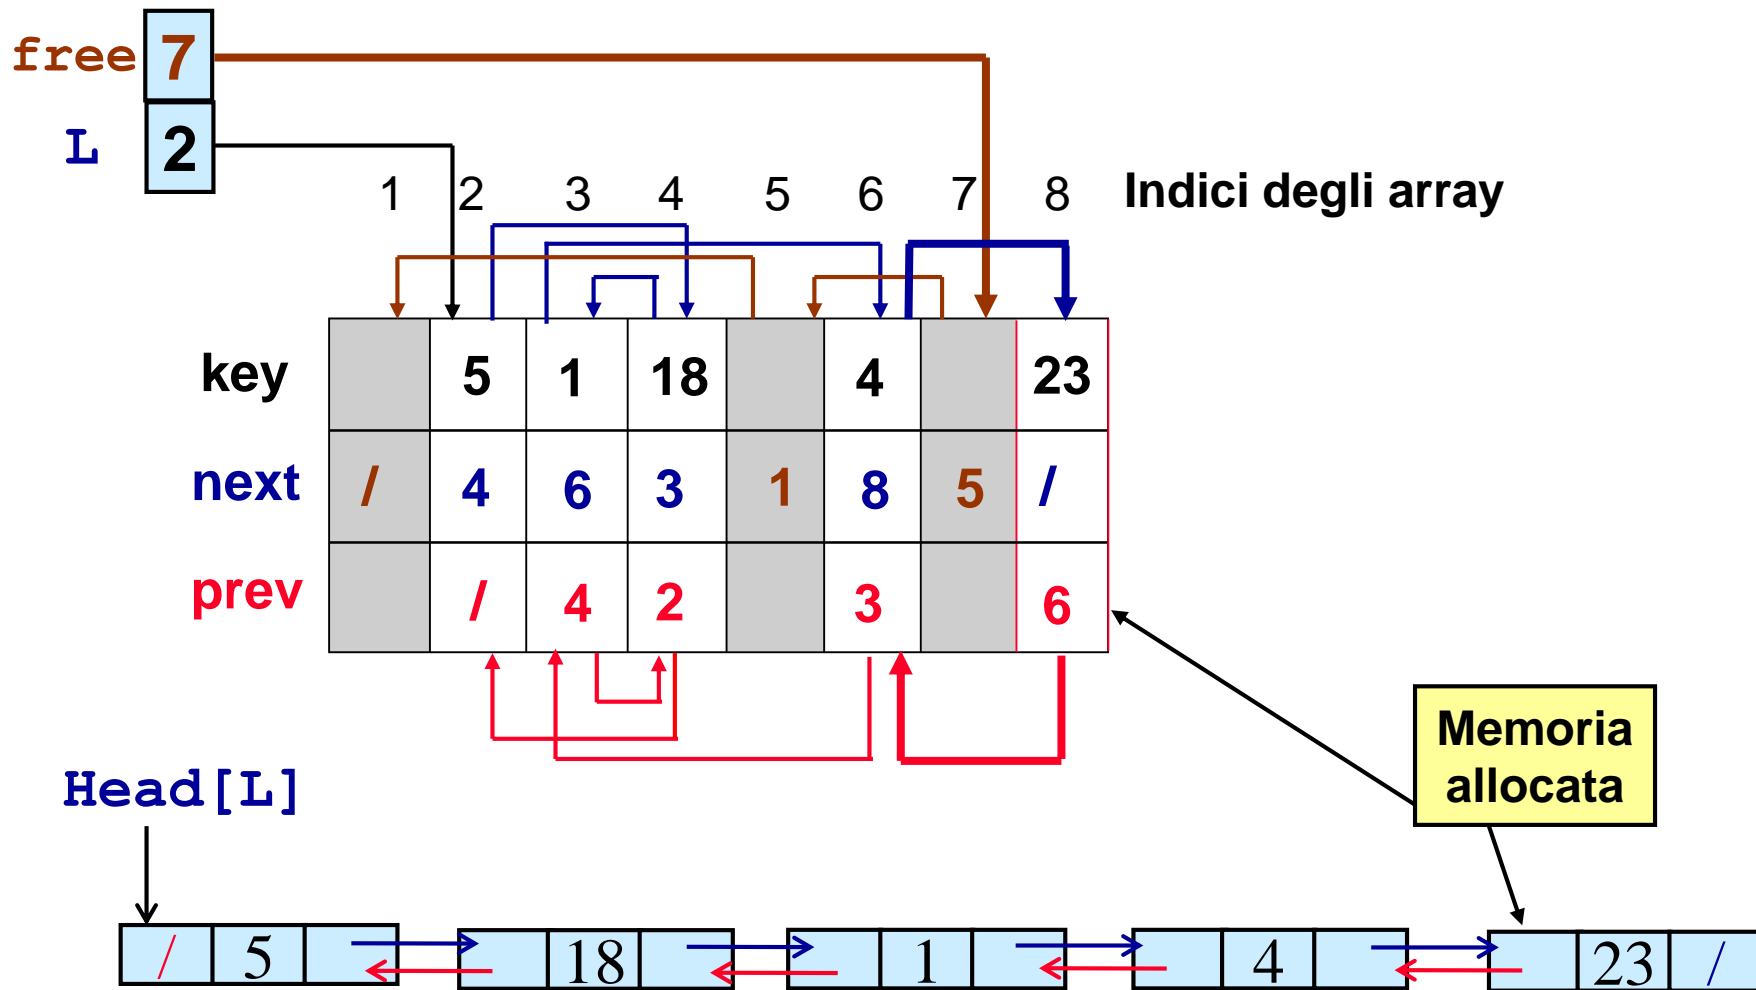 free 7
L 2
1 2 3 4 5 6 7 8 Indici degli array
key 5 1 18 4 23
next / 4 6 3 1 8 5 /
prev / 4 2 3 6
Memoria
allocata
Head[L]
/ 5 18 1 4 23 /